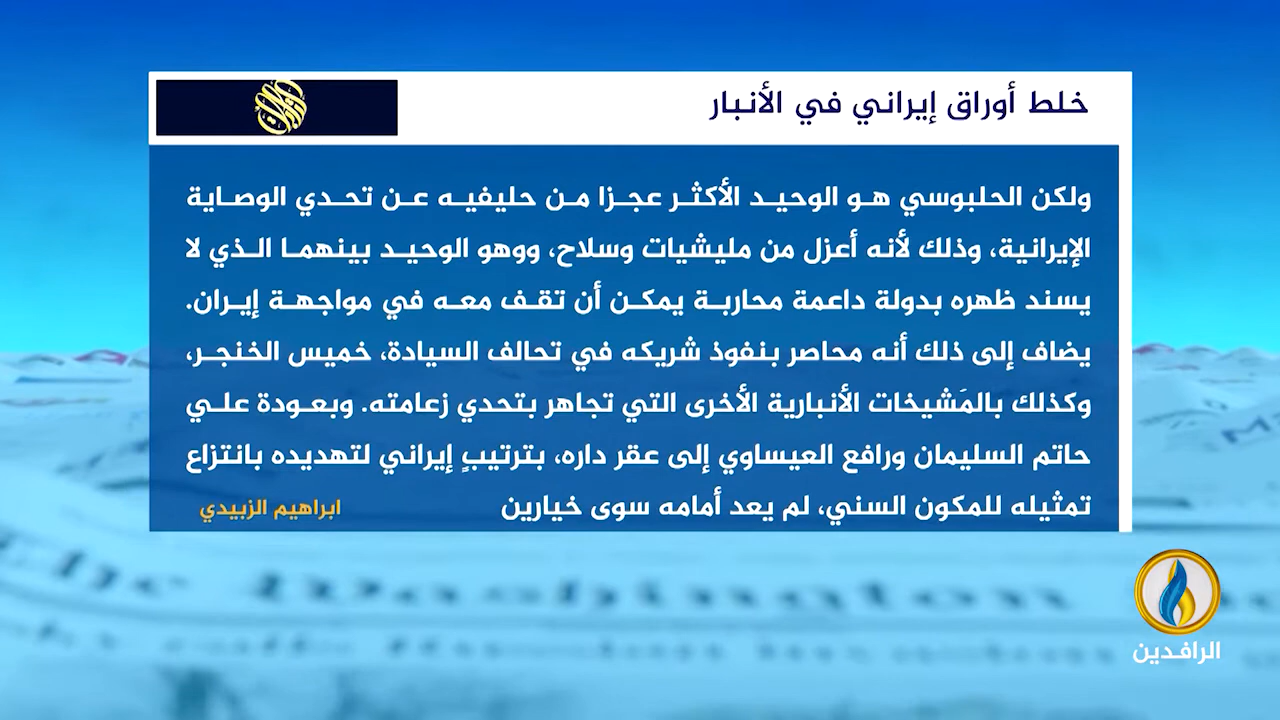 خلط أوراق إيراني في الأنبار
ولكن الحلبوسي هو الوحيد الأكثر عجزا من حليفيه عن تحدي الوصاية
الإيرانية، وذلك لأنه أعزل من مليشيات وسلاح، ووهو الوحيد بينهما الذي لا
يسند ظهره بدولة داعمة محاربة يمكن أن تقف معه في مواجهة إيران.
يضاف إلى ذلك أنه محاصر بنفوذ شريكه في تحالف السيادة، خميس الخنجر،
وكذلك بالمَشيخات الأنبارية الأخرى التي تجاهر بتحدي زعامته. وبعودة علي
حاتم السليمان ورافع العيساوي إلى عقر داره، بترتيبٍ إيراني لتهديده بانتزاع
تمثيله للمكون السني، لم يعد أمامه سوى خيارين
ابراهيم الزبيدي
The Washington
الرافدين